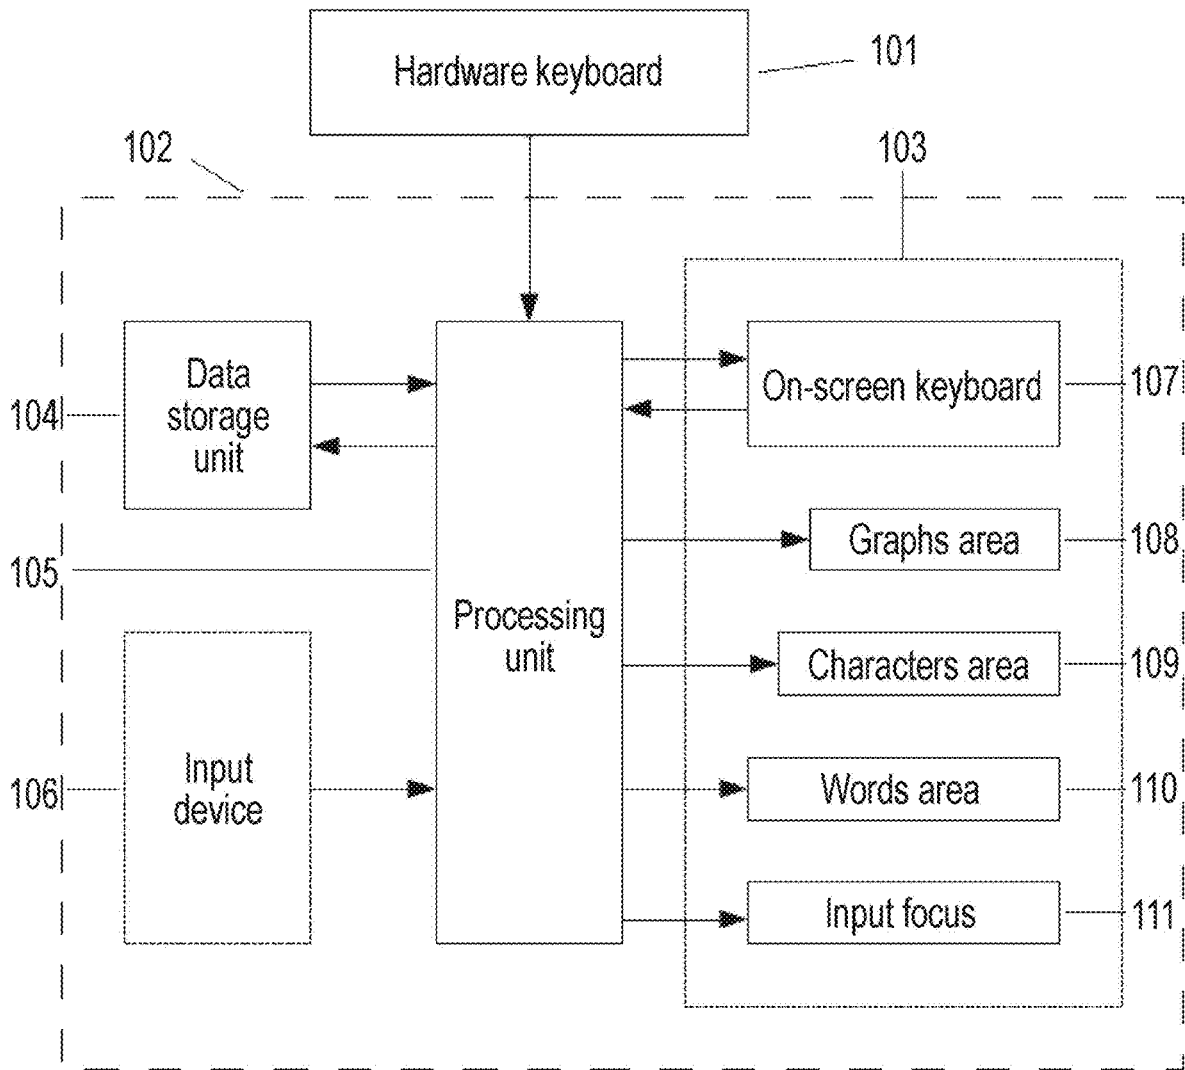 Hardware keyboard
101
102
103
Data
storage
unit
104
On-screen keyboard
107
Graphs area
108
105
Processing
unit
Characters area
109
Input
device
106
Words area
110
Input focus
111